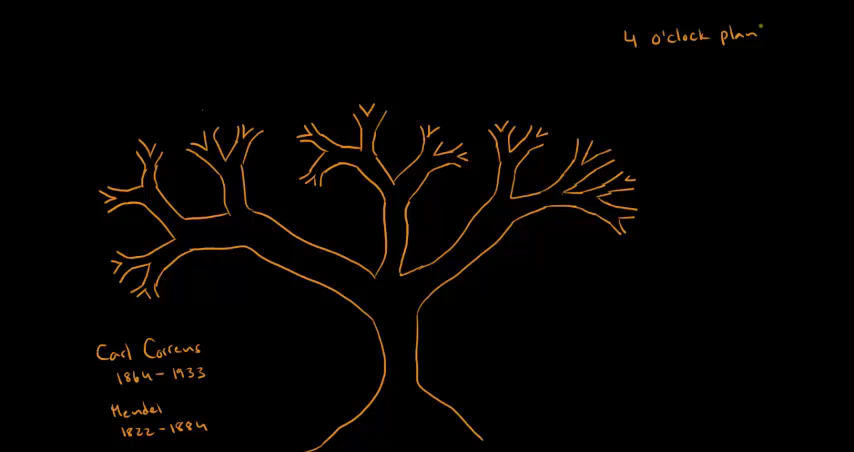 4 o'clock plan
Carl Correns
1864 - 1933
Mendel
1822 - 1884